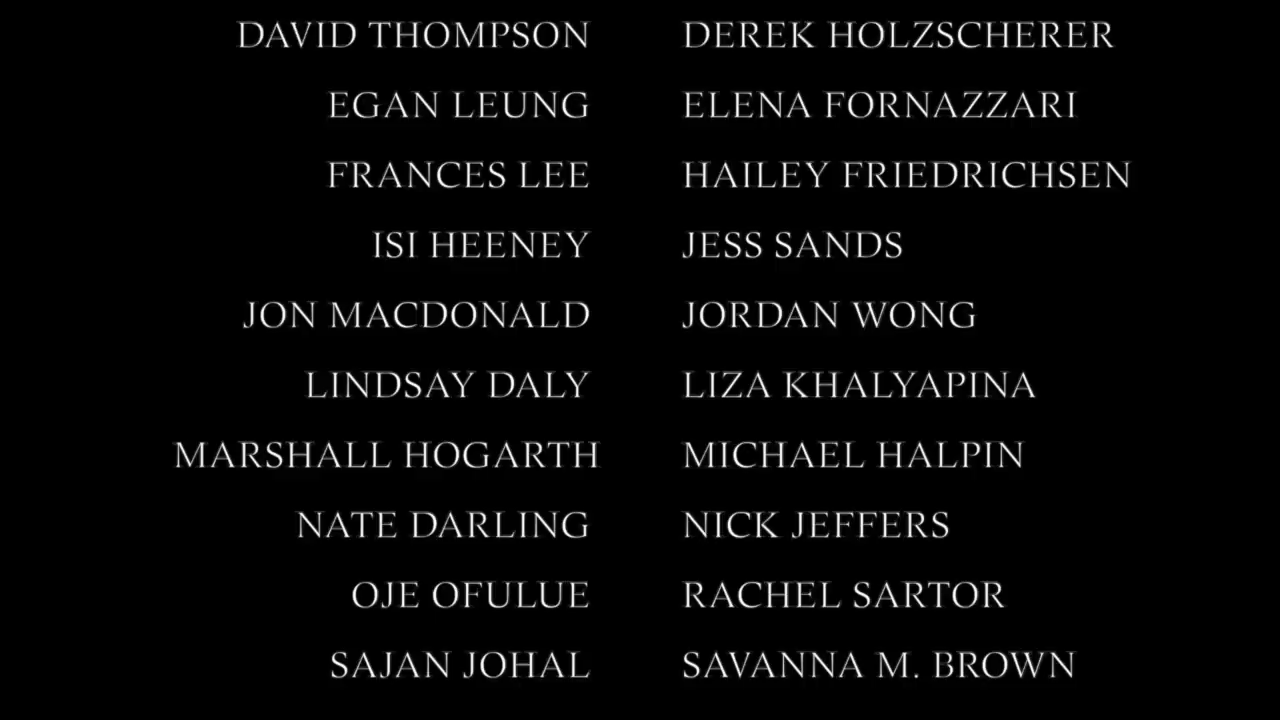 DAVID THOMPSON DEREK HOLZSCHERER
EGAN LEUNG ELENA FORNAZZARI
FRANCES LEE HAILEY FRIEDRICHSEN
ISI HEENEY JESS SANDS
JON MACDONALD JORDAN WONG
LINDSAY DALY LIZA KHALYAPINA
MARSHALL HOGARTH MICHAEL HALPIN
NATE DARLING NICK JEFFERS
OJE OFULUE RACHEL SARTOR
SAJAN JOHAL SAVANNA M. BROWN